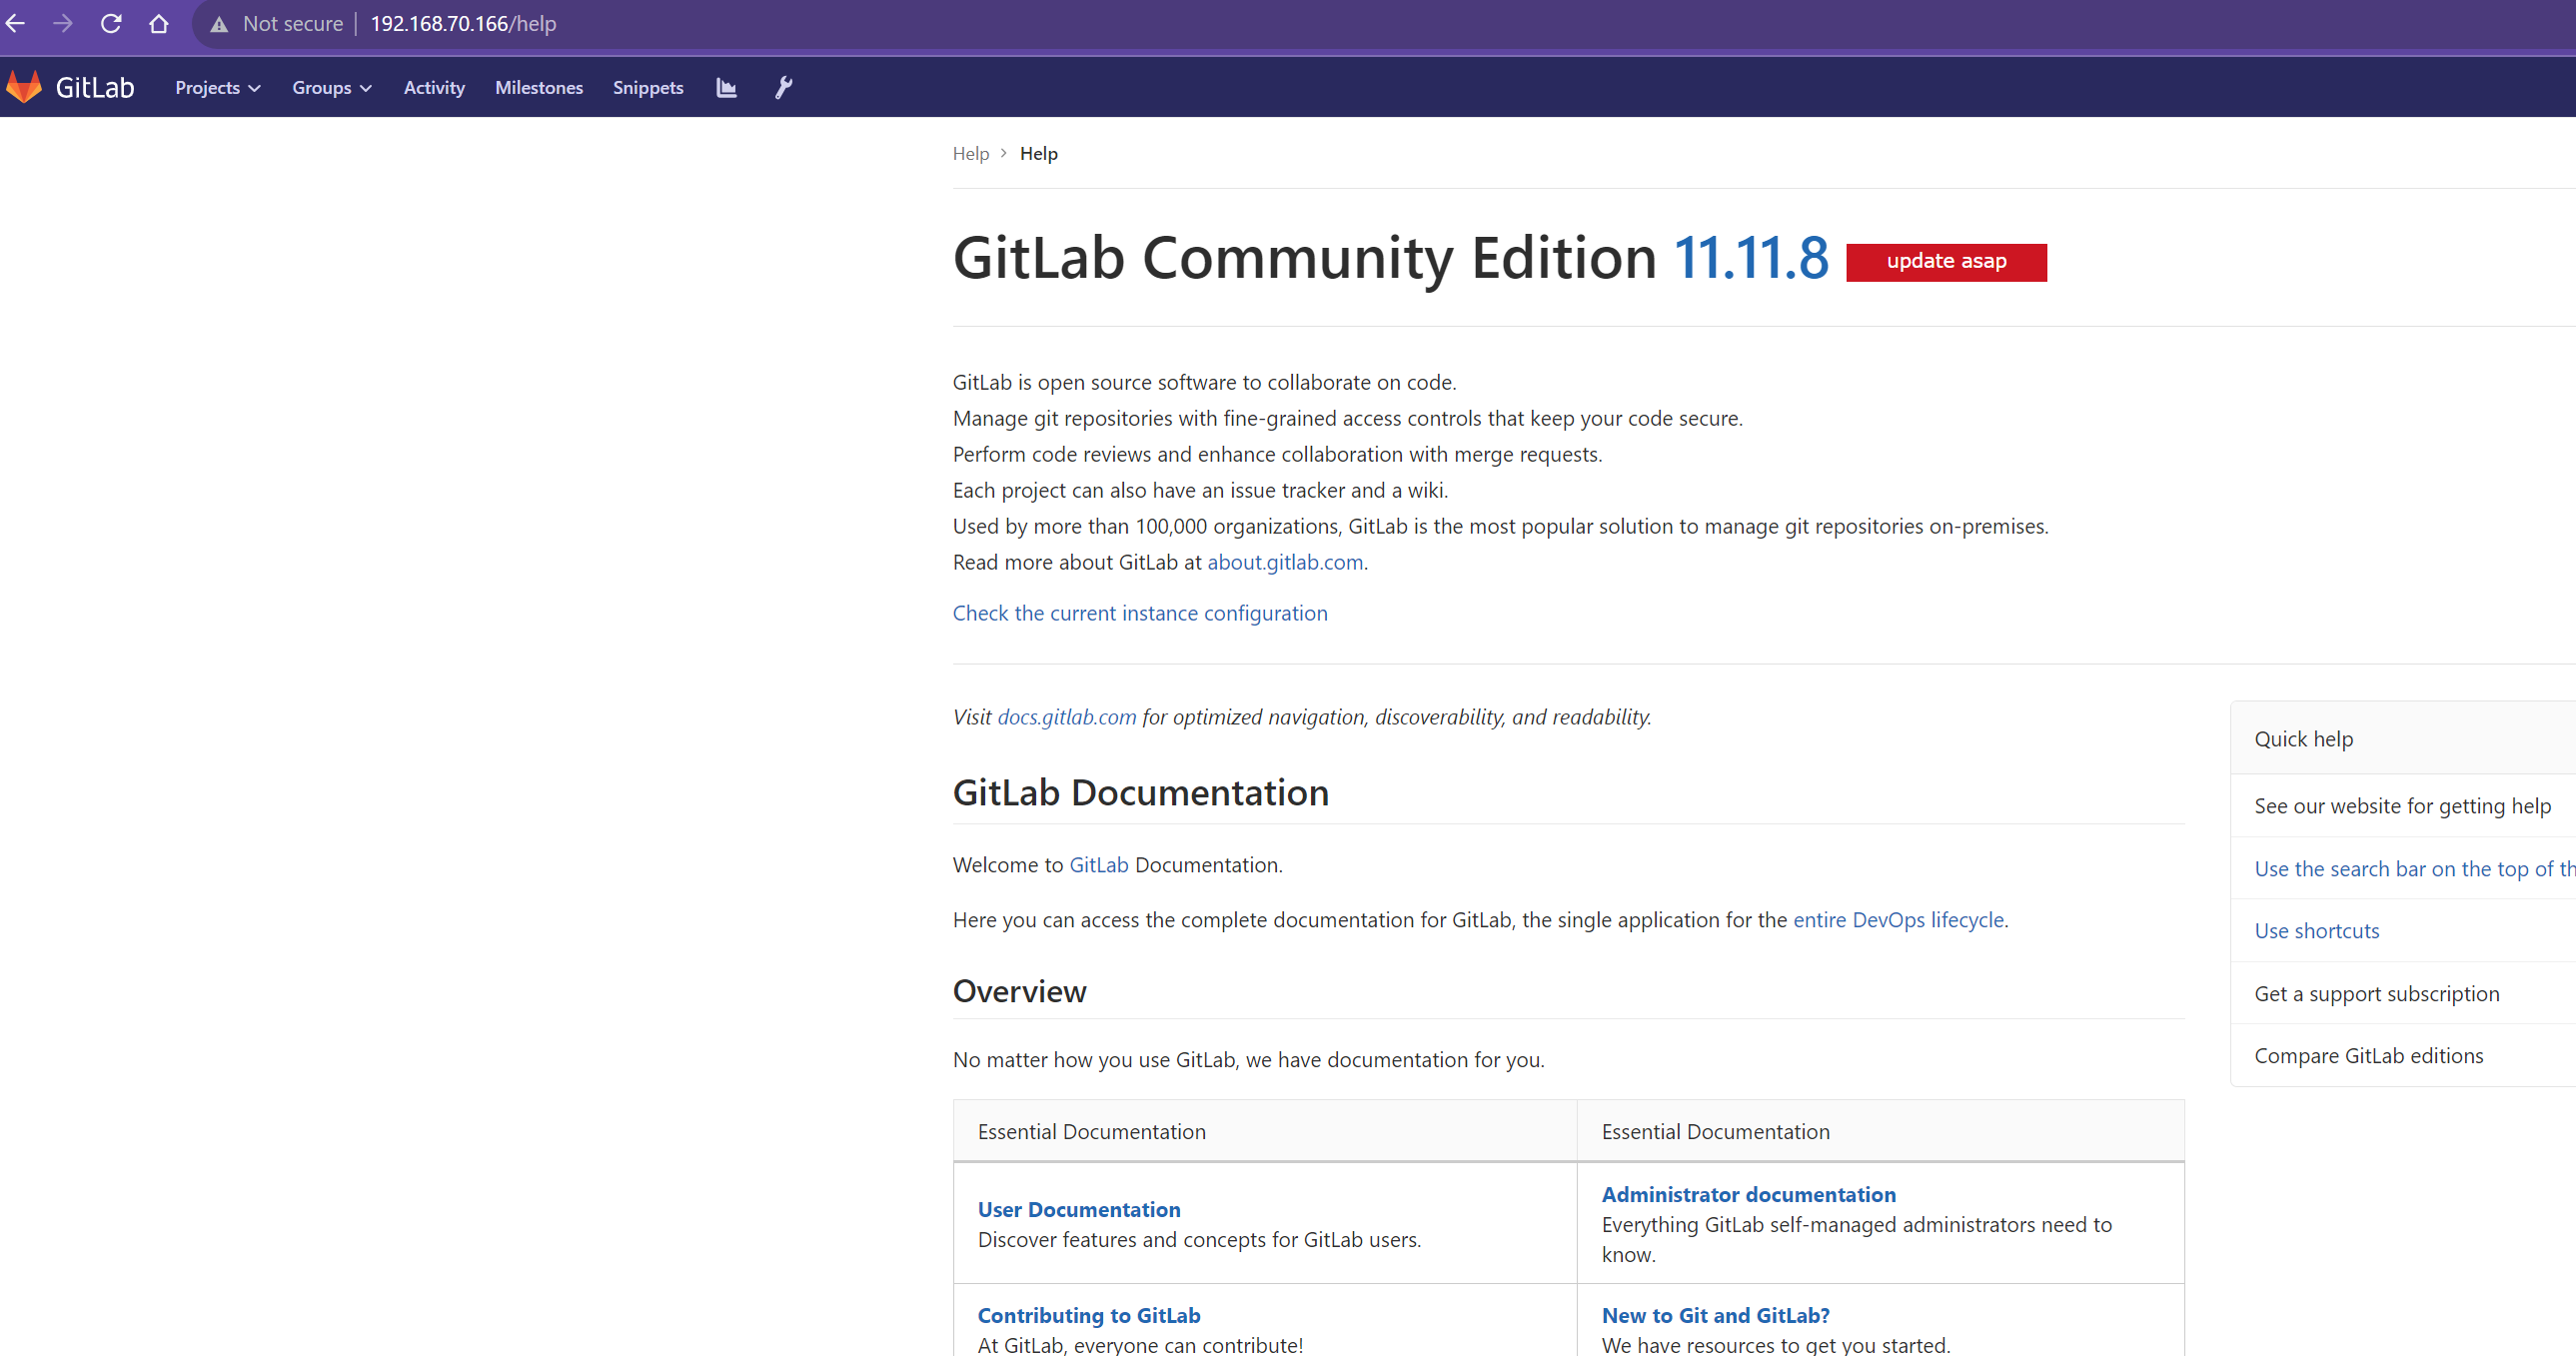 Not secure 192.168.70.166/help
GitLab Projects Groups Activity Milestones Snippets
Help > Help
GitLab Community Edition 11.11.8 update asap
GitLab is open source software to collaborate on code.
Manage git repositories with fine-grained access controls that keep your code secure.
Perform code reviews and enhance collaboration with merge requests.
Each project can also have an issue tracker and a wiki.
Used by more than 100,000 organizations, GitLab is the most popular solution to manage git repositories on-premises.
Read more about GitLab at about.gitlab.com.
Check the current instance configuration
Visit docs.gitlab.com for optimized navigation, discoverability, and readability.
GitLab Documentation
Welcome to GitLab Documentation.
Here you can access the complete documentation for GitLab, the single application for the entire DevOps lifecycle.
Overview
No matter how you use GitLab, we have documentation for you.
Essential Documentation
Essential Documentation
User Documentation
Discover features and concepts for GitLab users.
Administrator documentation
Everything GitLab self-managed administrators need to
know.
Contributing to GitLab
At GitLab, everyone can contribute!
New to Git and GitLab?
We have resources to get you started.
Quick help
See our website for getting help
Use the search bar on the top of th
Use shortcuts
Get a support subscription
Compare GitLab editions